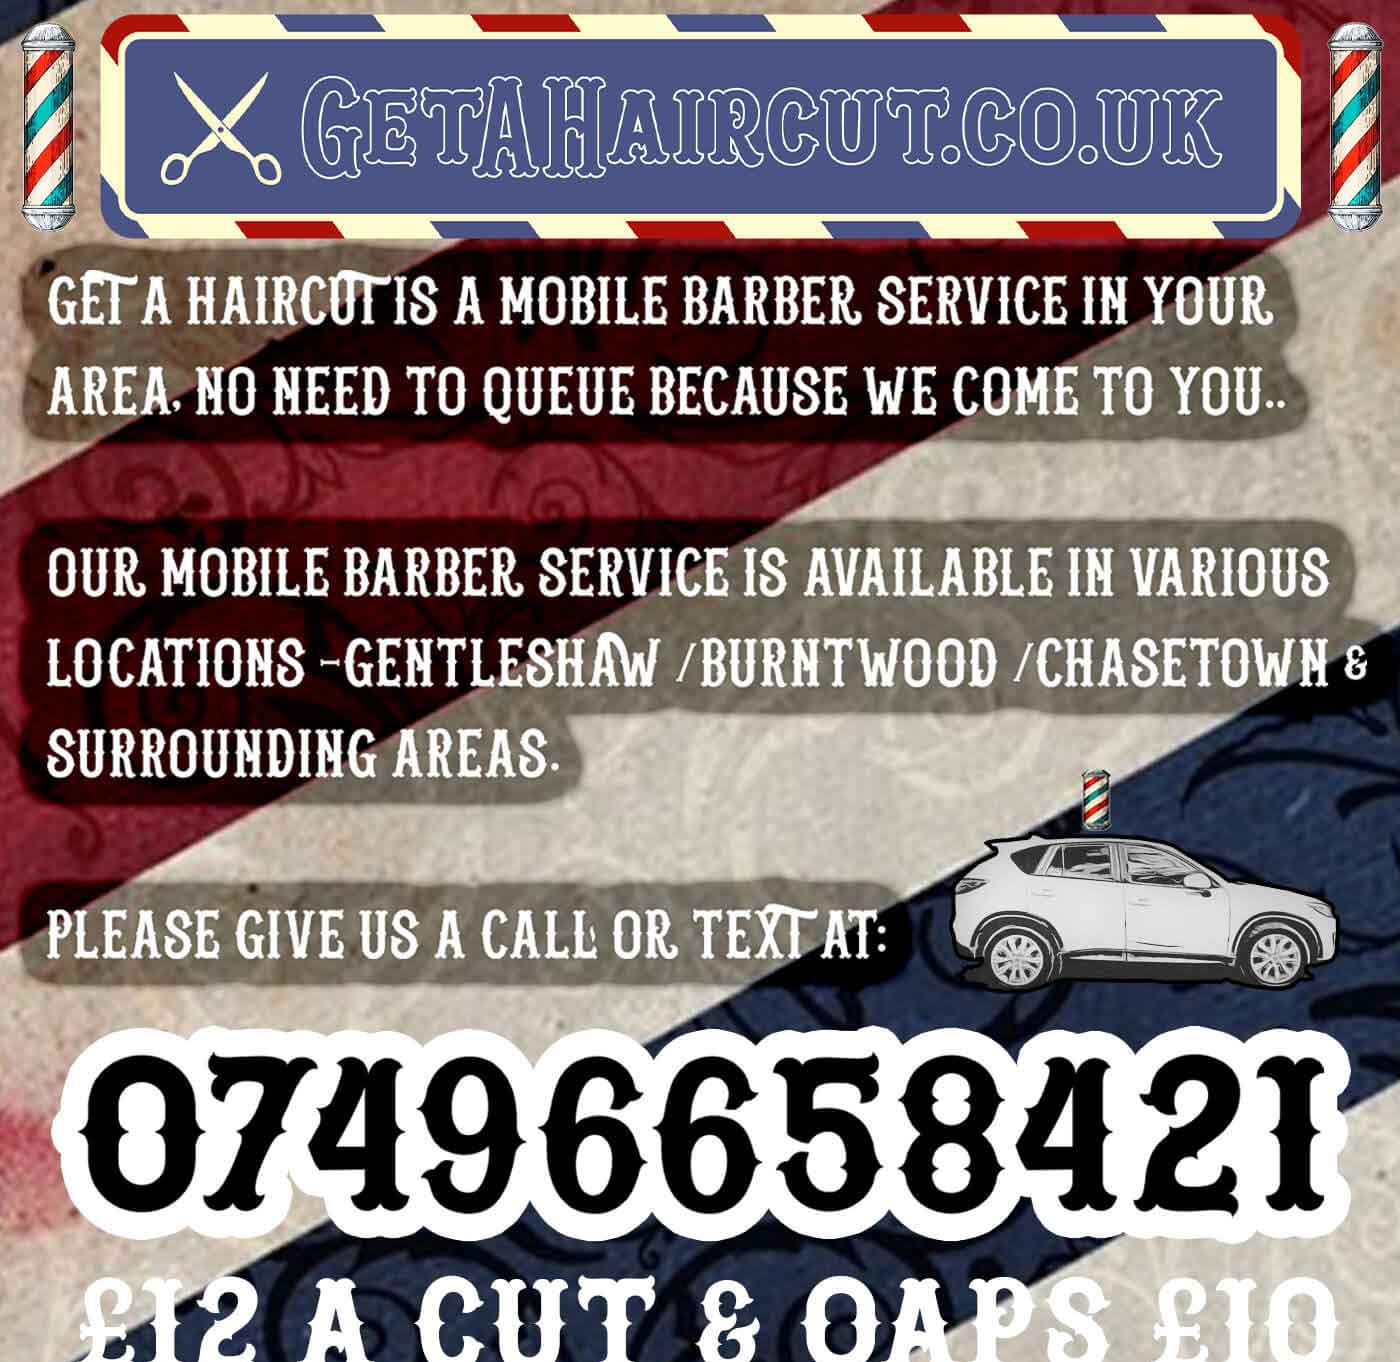 GetAHaircut.co.uk
GET A HAIRCUT IS A MOBILE BARBER SERVICE IN YOUR
AREA, NO NEED TO QUEUE BECAUSE WE COME TO YOU..
OUR MOBILE BARBER SERVICE IS AVAILABLE IN VARIOUS
LOCATIONS -GENTLESHAW /BURNTWOOD /CHASETOWN &
SURROUNDING AREAS.
PLEASE GIVE US A CALL OR TEXT AT:
07496658421
£12 A CUT & OAPS £10